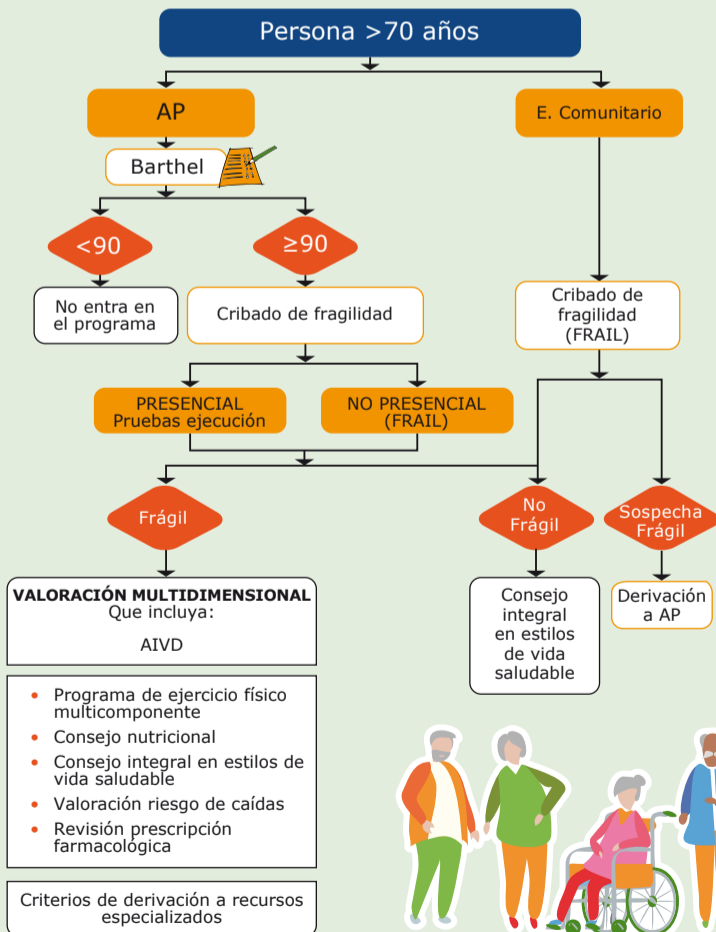 Persona >70 años
AP
E. Comunitario
Barthel
<90
≥90
No entra en
el programa
Cribado de fragilidad
Cribado de
fragilidad
(FRAIL)
PRESENCIAL
Pruebas ejecución
NO PRESENCIAL
(FRAIL)
Frágil
No
Frágil
Sospecha
Frágil
VALORACIÓN MULTIDIMENSIONAL
Que incluya:
AIVD
Consejo
integral
en estilos
de vida
saludable
Derivación
a AP
• Programa de ejercicio físico
multicomponente
• Consejo nutricional
• Consejo integral en estilos de
vida saludable
• Valoración riesgo de caídas
• Revisión prescripción
farmacológica
Criterios de derivación a recursos
especializados